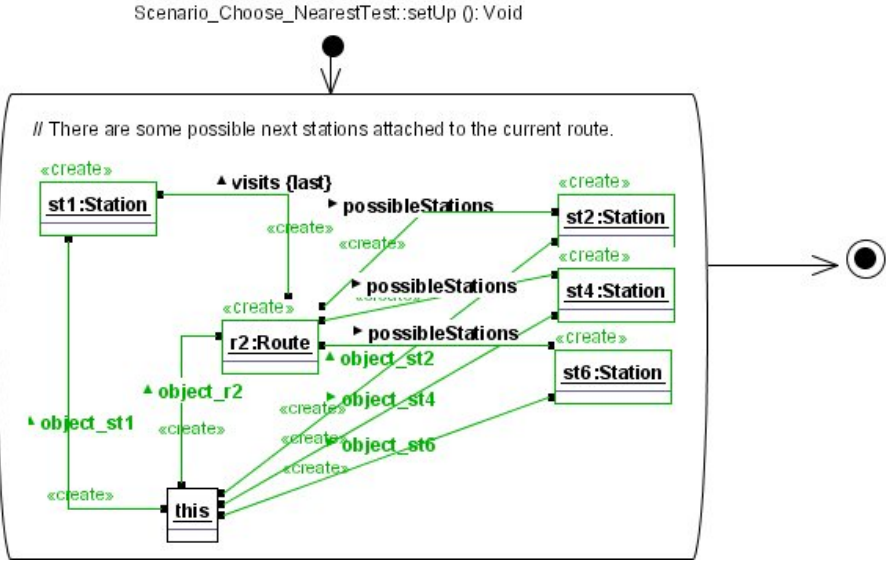 Scenario_Choose_NearestTest::setUp (): Void
// There are some possible next stations attached to the current route.
«create»
st1:Station
visits {last}
«create»
possibleStations
«create»
«create»
st2:Station
«create»
st4:Station
possibleStations
«create»
«create»
r2:Route
possibleStations
«create»
st6:Station
object_st2
object_r2
object_st4
«create»
object_st1
«create»
«create»
object_st6
«create»
«create»
this